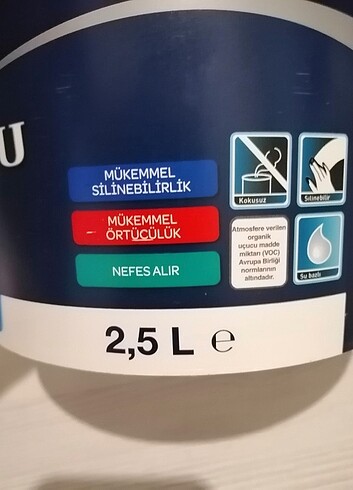 U
MÜKEMMEL
SİLİNEBİLİRLİK
MÜKEMMEL
ÖRTÜCÜLÜK
NEFES ALIR
Kokusuz
Silinebilir
Atmosfere verilen
organik
uçucu madde
miktarı (VOC)
Avrupa Birliği
normlarının
altındadır.
Su bazlı
2,5 L e